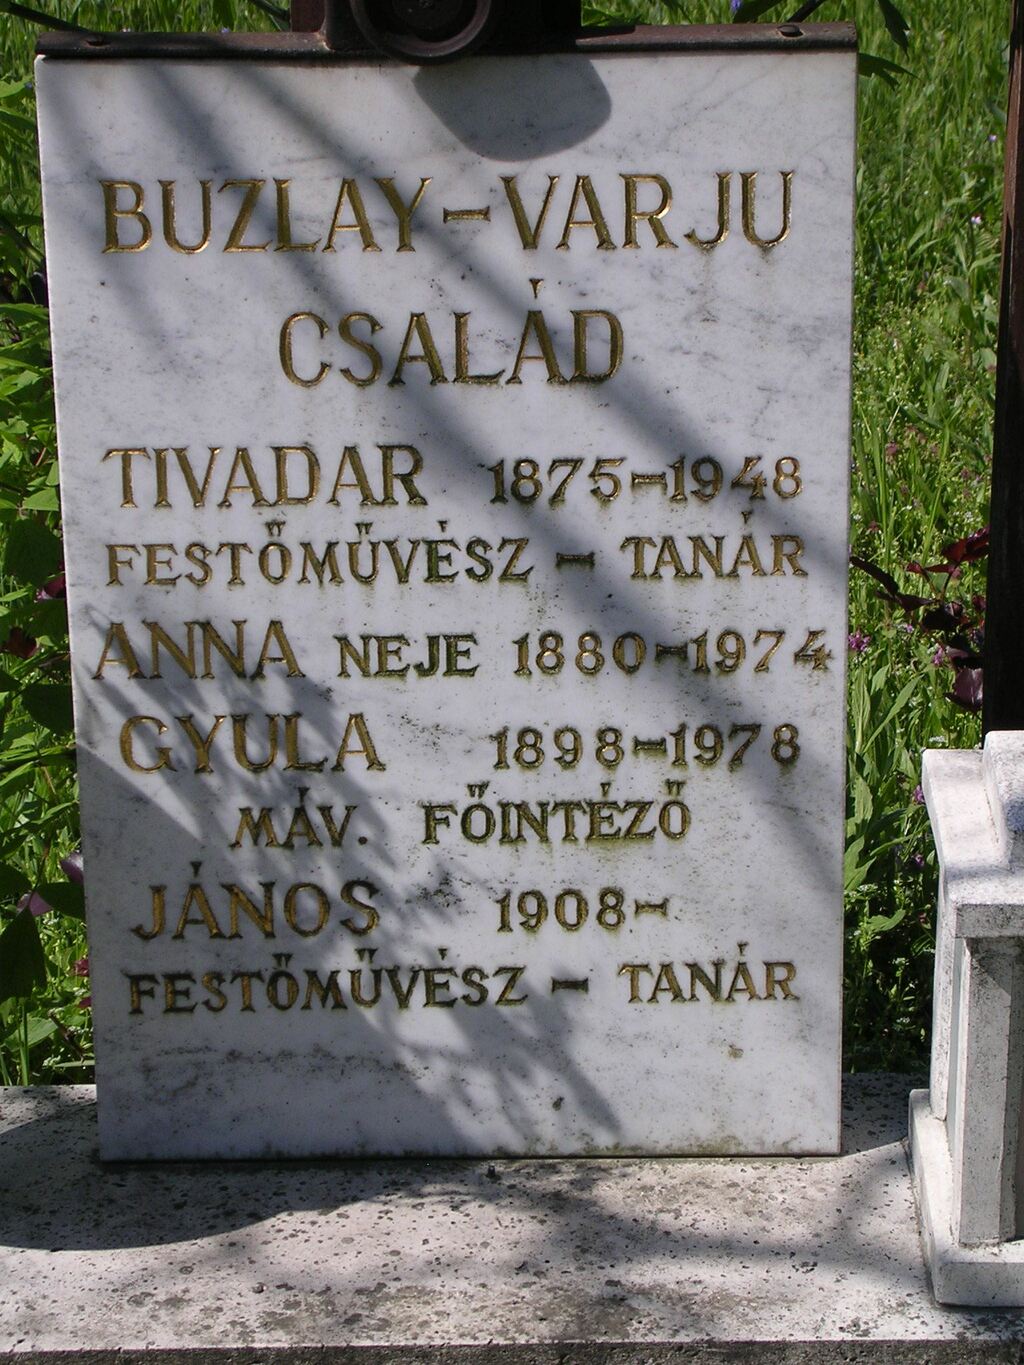 BUZLAY-VARJU
CSALÁD
TIVADAR 1875-1948
FESTŐMŰVÉSZ - TANÁR
ANNA NEJE 1880-1974
GYULA 1898-1978
MÁV. FŐINTÉZŐ
JÁNOS 1908-
FESTŐMŰVÉSZ - TANÁR